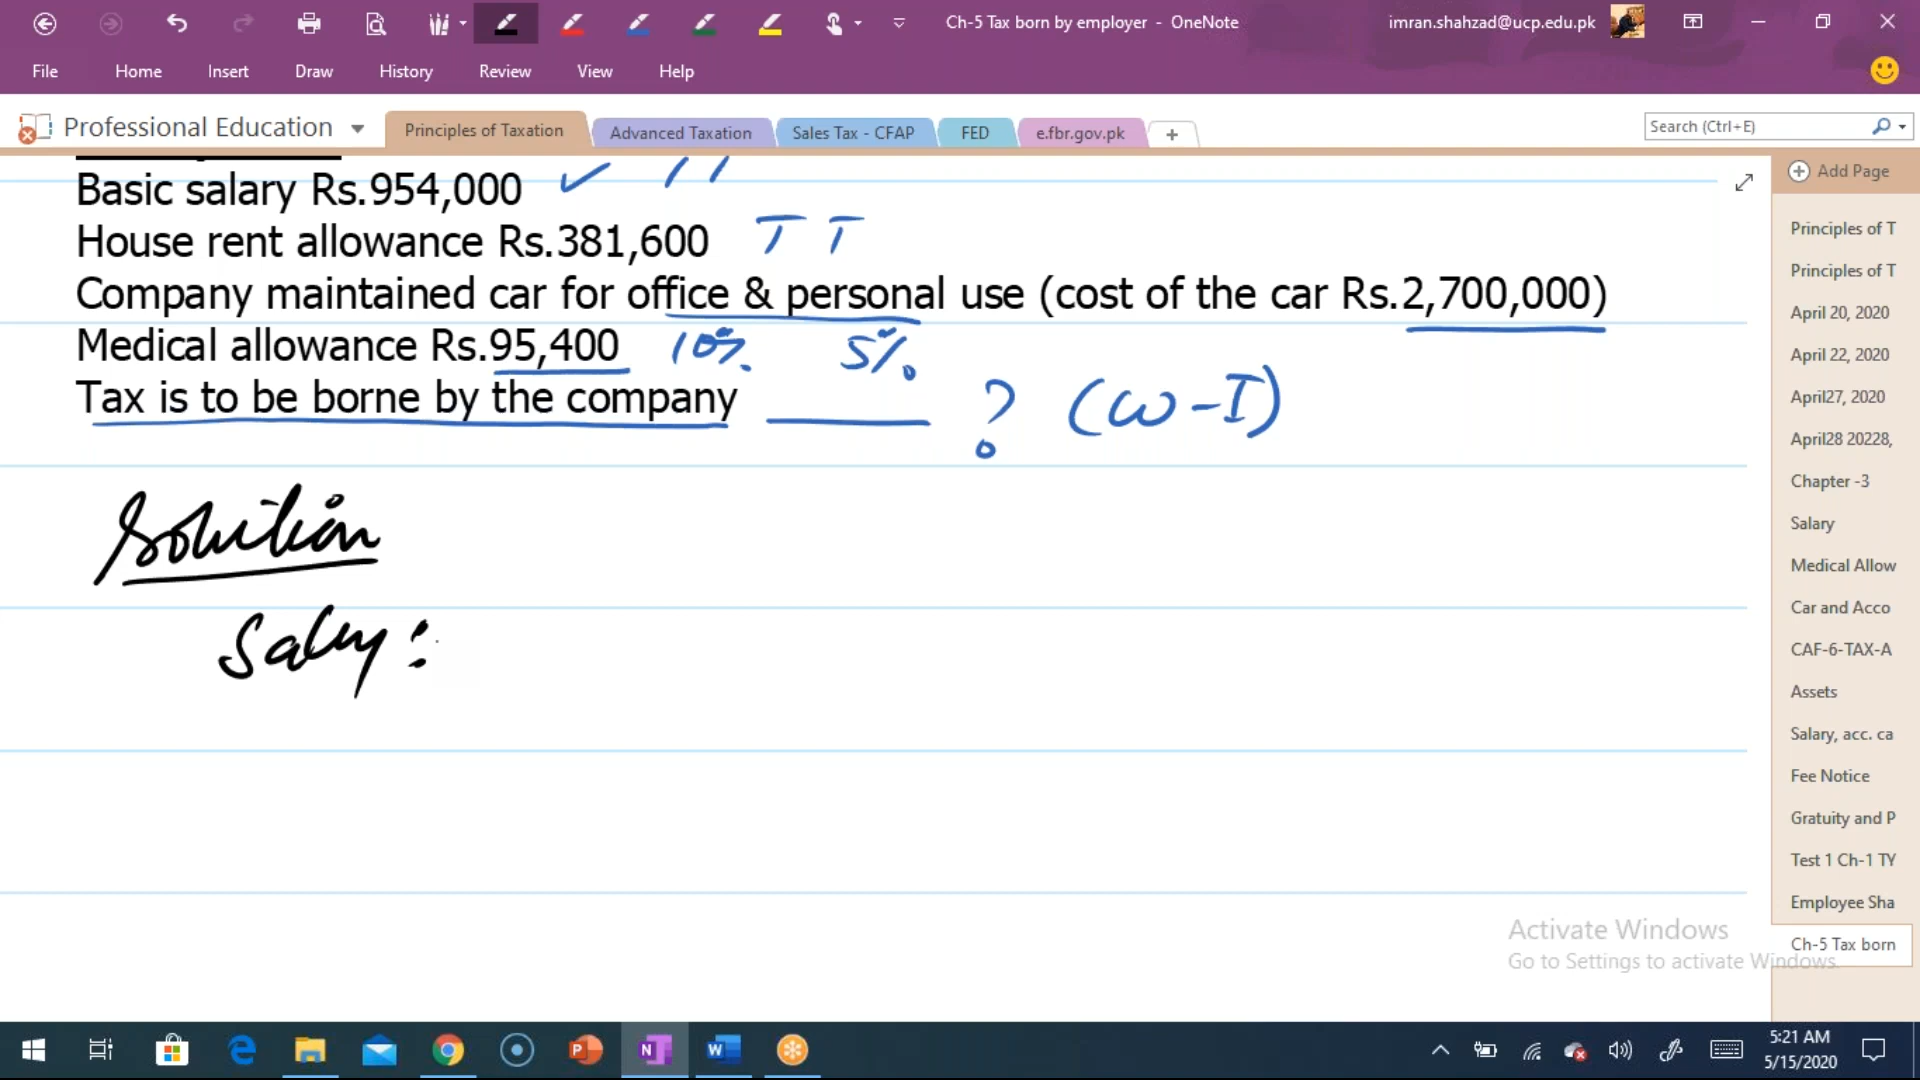 Ch-5 Tax born by employer - OneNote
imran.shahzad@ucp.edu.pk
File Home Insert Draw History Review View Help
Professional Education
Principles of Taxation
Advanced Taxation
Sales Tax - CFAP
FED
e.fbr.gov.pk
Search (Ctrl+E)
Basic salary Rs.954,000
House rent allowance Rs.381,600 T T
Company maintained car for office & personal use (cost of the car Rs.2,700,000)
Medical allowance Rs.95,400 10%. 5%.
Tax is to be borne by the company ? (W-I)
Solution
Salary:
Add Page
Principles of T
Principles of T
April 20, 2020
April 22, 2020
April27, 2020
April28 20228,
Chapter -3
Salary
Medical Allow
Car and Acco
CAF-6-TAX-A
Assets
Salary, acc. ca
Fee Notice
Gratuity and P
Test 1 Ch-1 TY
Employee Sha
Ch-5 Tax born
Activate Windows
Go to Settings to activate Windows.
5:21 AM
5/15/2020